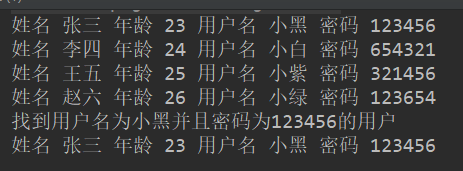 姓名 张三 年龄 23 用户名 小黑 密码 123456
姓名 李四 年龄 24 用户名 小白 密码 654321
姓名 王五 年龄 25 用户名 小紫 密码 321456
姓名 赵六 年龄 26 用户名 小绿 密码 123654
找到用户名为小黑并且密码为123456的用户
姓名 张三 年龄 23 用户名 小黑 密码 123456